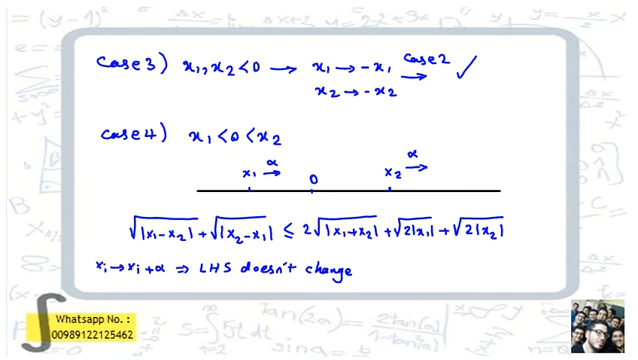 case 3) x₁,x₂<0 → x₁→-x₁ case 2 → ✓
x₂→-x₂
case 4) x₁<0<x₂
x₁ α→ 0 x₂ α→
√|x₁-x₂| + √|x₂-x₁| ≤ 2√|x₁+x₂| + √2|x₁| + √2|x₂|
xᵢ→xᵢ+α ⇒ LHS doesn't change
Whatsapp No. :
00989122125462